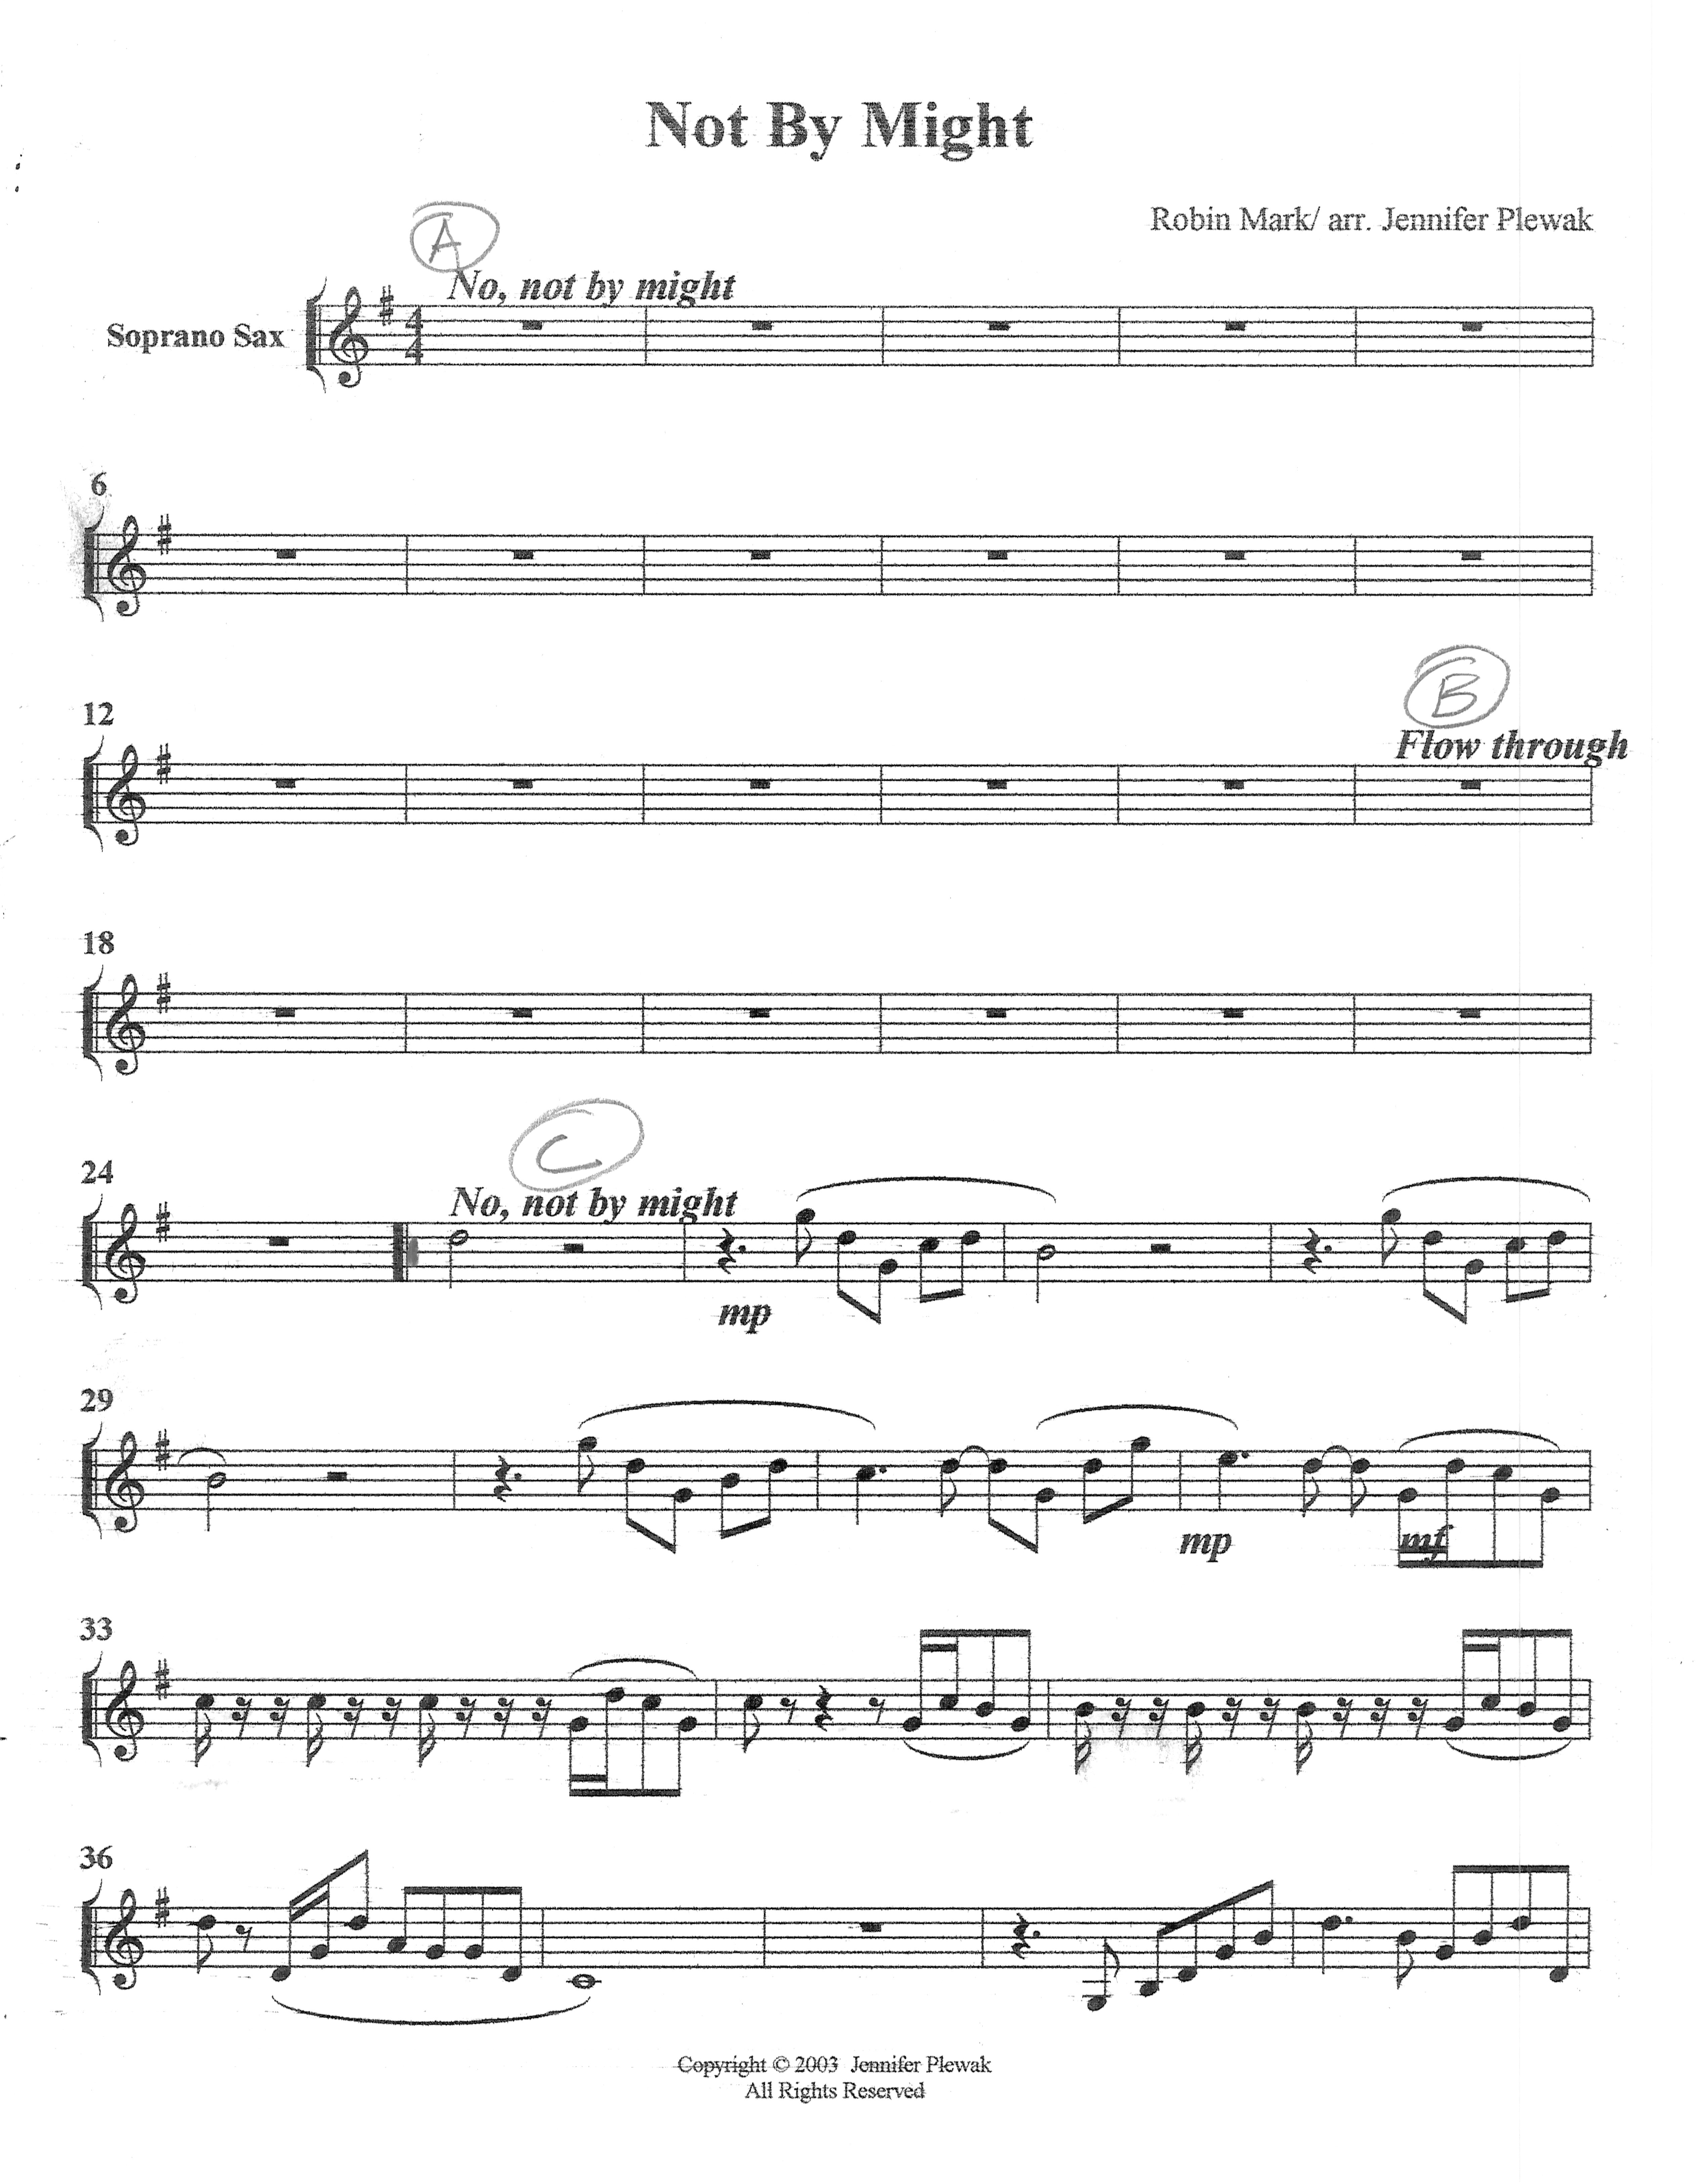 Not By Might
Robin Mark/ arr. Jennifer Plewak
A
No, not by might
Soprano Sax
4
4
6
12
B
Flow through
18
24
C
No, not by might
mp
29
mp
mf
33
36
Copyright © 2003 Jennifer Plewak
All Rights Reserved